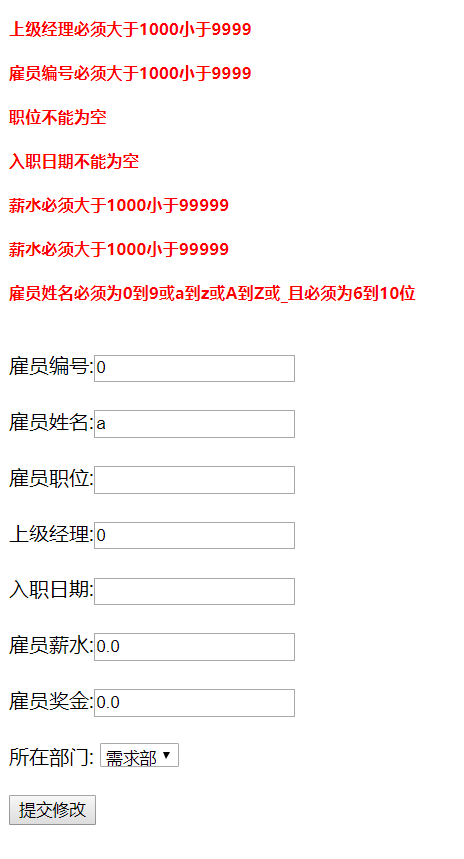 上级经理必须大于1000小于9999
雇员编号必须大于1000小于9999
职位不能为空
入职日期不能为空
薪水必须大于1000小于99999
薪水必须大于1000小于99999
雇员姓名必须为0到9或a到z或A到Z或_且必须为6到10位
雇员编号:0
雇员姓名:a
雇员职位:
上级经理:0
入职日期:
雇员薪水:0.0
雇员奖金:0.0
所在部门: 需求部
提交修改